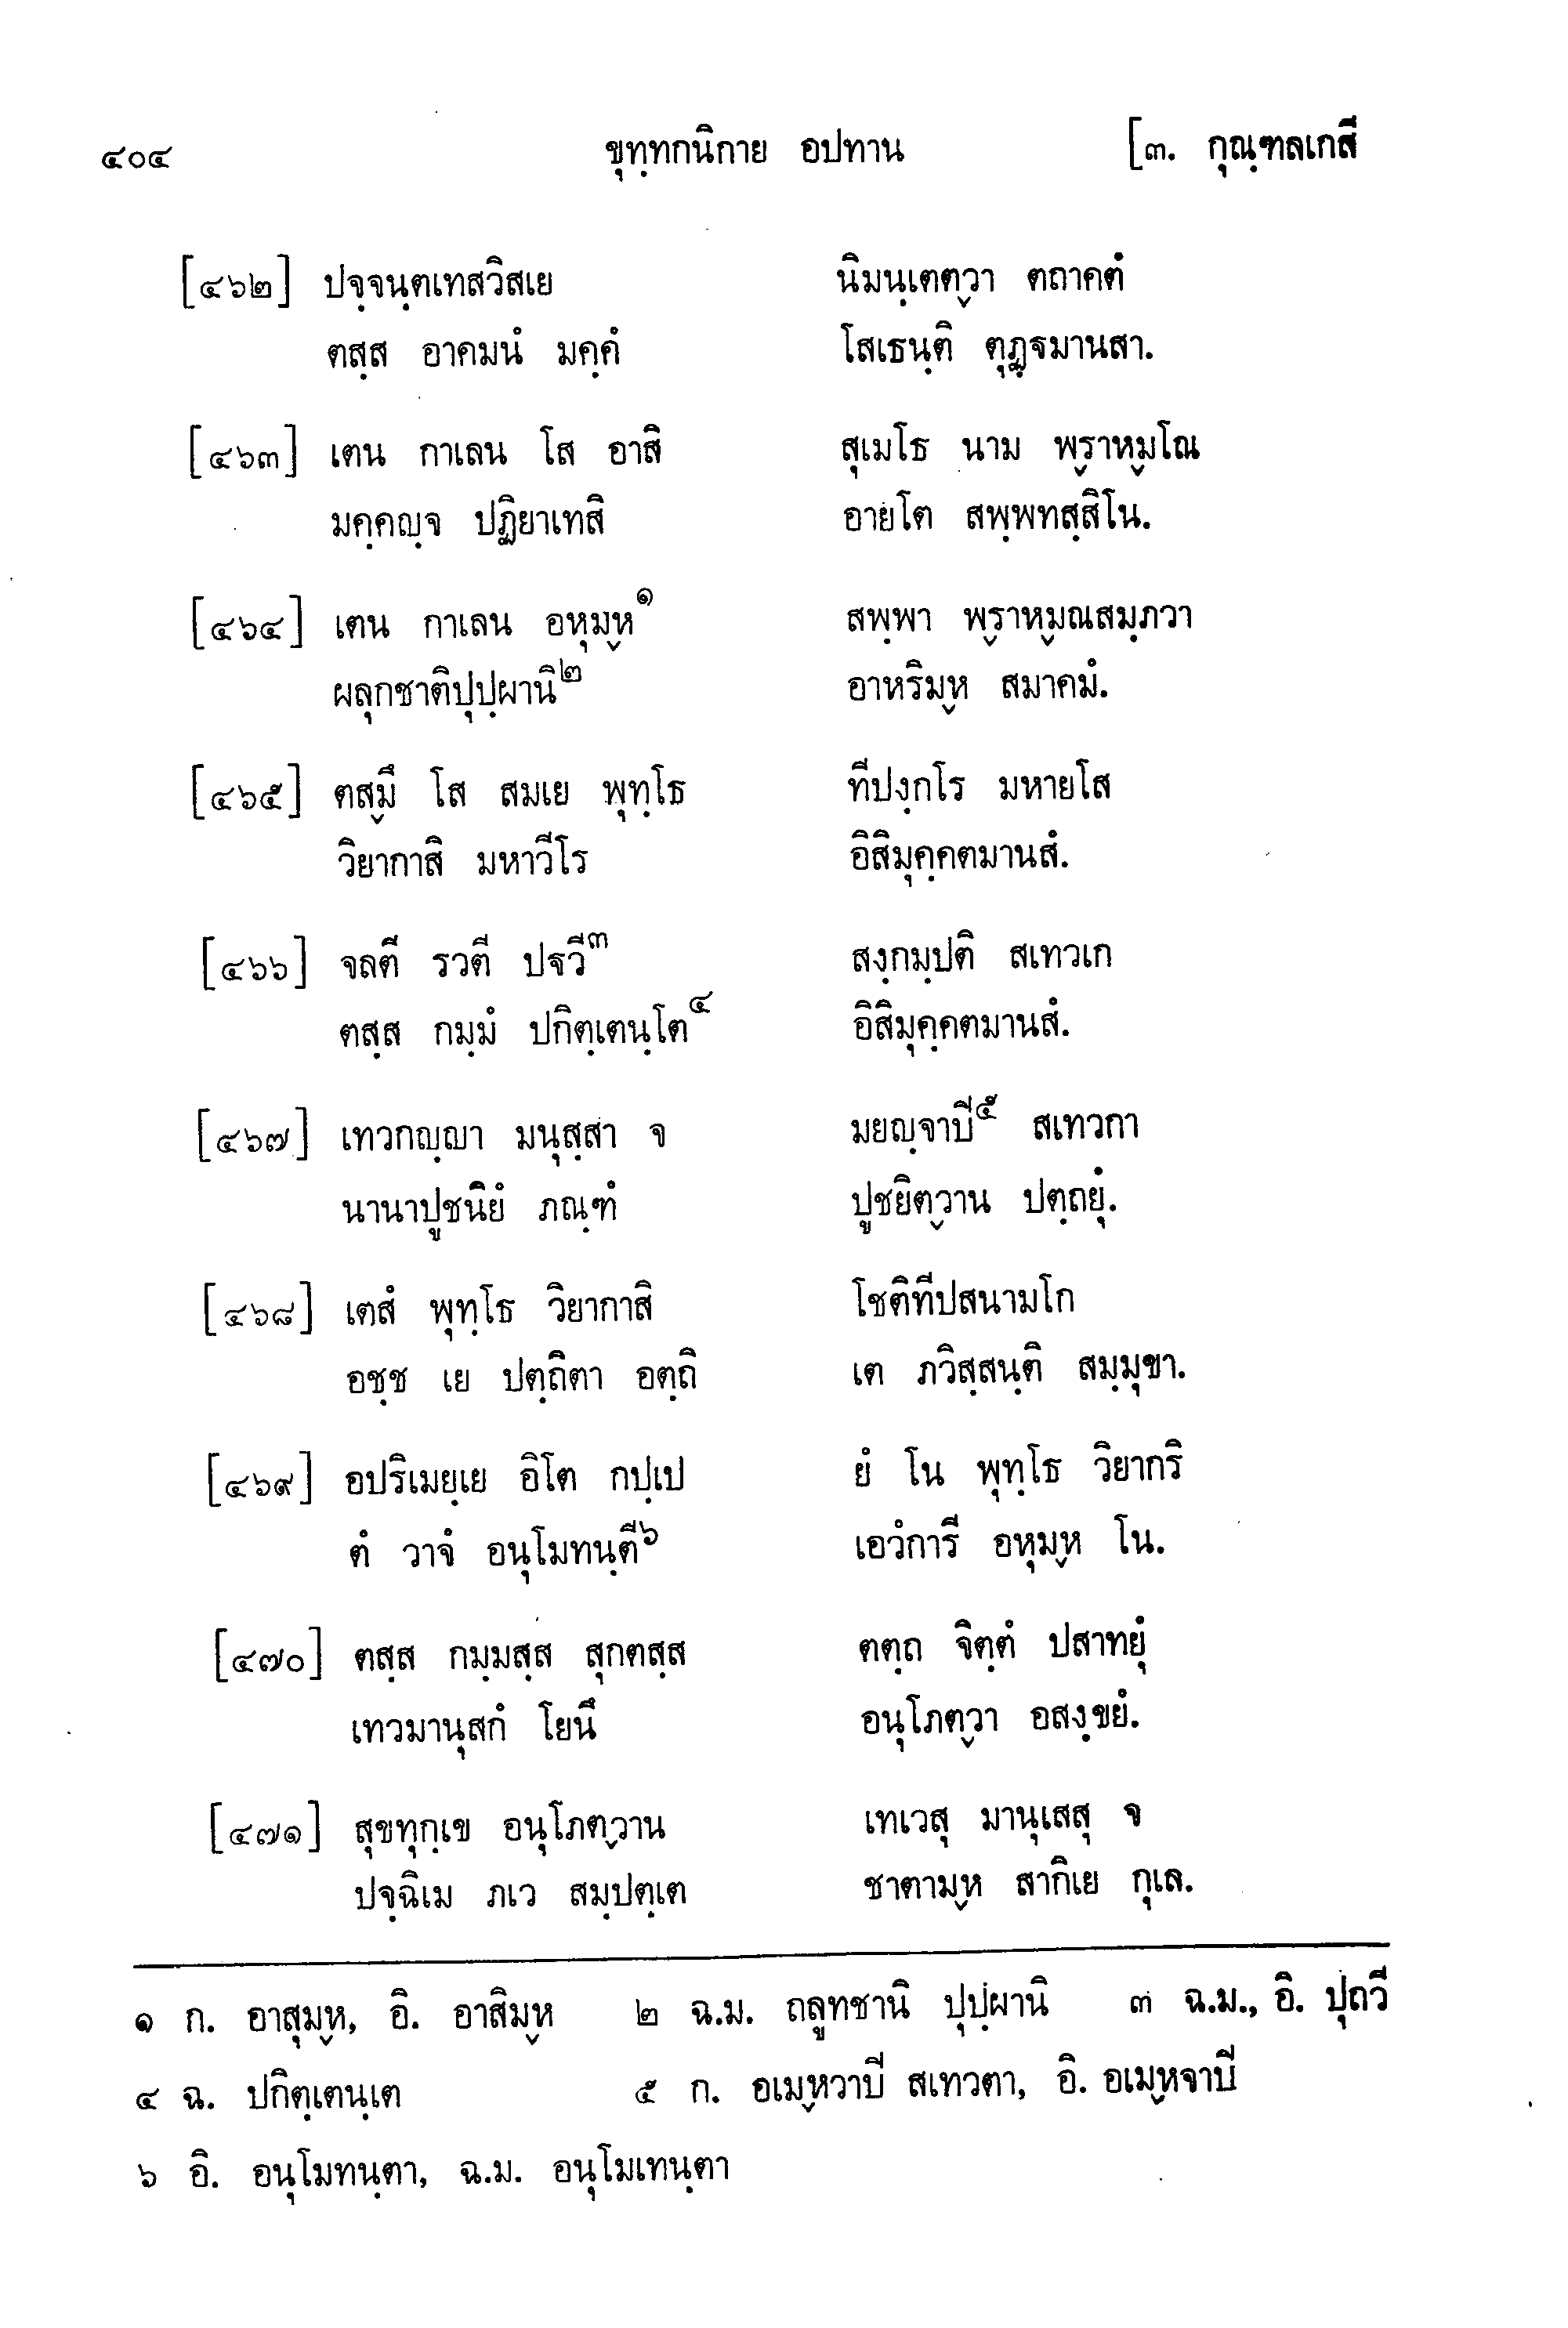 ๔๐๔ ขุทฺทกนิกาย อปทาน [๓. กุณฺฑลเกสี
[๔๖๒] ปจฺจนฺตเทสวิสเย นิมนฺเตตฺวา ตถาคตํ
ตสฺส อาคมนํ มคฺคํ โสเธนฺติ ตุฏฺฐมานสา.
[๔๖๓] เตน กาเลน โส อาสิ สุเมโธ นาม พฺราหฺมโณ
มคฺคญฺจ ปฏิยาเทสิ อายโต สพฺพทสฺสิโน.
[๔๖๔] เตน กาเลน อหุมฺห๑ สพฺพา พฺราหฺมณสมฺภวา
ผลุกชาติปุปฺผานิ๒ อาหริมฺห สมาคมํ.
[๔๖๕] ตสฺมึ โส สมเย พุทฺโธ ทีปงฺกโร มหายโส
วิยากาสิ มหาวีโร อิสิมุคฺคตมานสํ.
[๔๖๖] จลตี รวตี ปฐวี๓ สงฺกมฺปติ สเทวเก
ตสฺส กมฺมํ ปกิตฺเตนฺโต๔ อิสิมุคฺคตมานสํ.
[๔๖๗] เทวกญฺญา มนุสฺสา จ มยญฺจาปี๕ สเทวกา
นานาปูชนิยํ ภณฺฑํ ปูชยิตฺวาน ปตฺถยุํ.
[๔๖๘] เตสํ พุทฺโธ วิยากาสิ โชติทีปสนามโก
อชฺช เย ปตฺถิตา อตฺถิ เต ภวิสฺสนฺติ สมฺมุขา.
[๔๖๙] อปริเมยฺเย อิโต กปฺเป ยํ โน พุทฺโธ วิยากริ
ตํ วาจํ อนุโมทนฺตี๖ เอวํการี อหุมฺห โน.
[๔๗๐] ตสฺส กมฺมสฺส สุกตสฺส ตตฺถ จิตฺตํ ปสาทยุํ
เทวมานุสกํ โยนึ อนุโภตฺวา อสงฺขยํ.
[๔๗๑] สุขทุกฺเข อนุโภตฺวาน เทเวสุ มานุเสสุ จ
ปจฺฉิเม ภเว สมฺปตฺเต ชาตามฺห สากิเย กุเล.
๑ ก. อาสุมฺห, อิ. อาสิมฺห ๒ ฉ.ม. ถลูทชานิ ปุปฺผานิ ๓ ฉ.ม., อิ. ปุถวี
๔ ฉ. ปกิตฺเตนฺเต ๕ ก. อเมฺหวาปี สเทวตา, อิ. อเมฺหจาปี
๖ อิ. อนุโมทนฺตา, ฉ.ม. อนุโมเทนฺตา